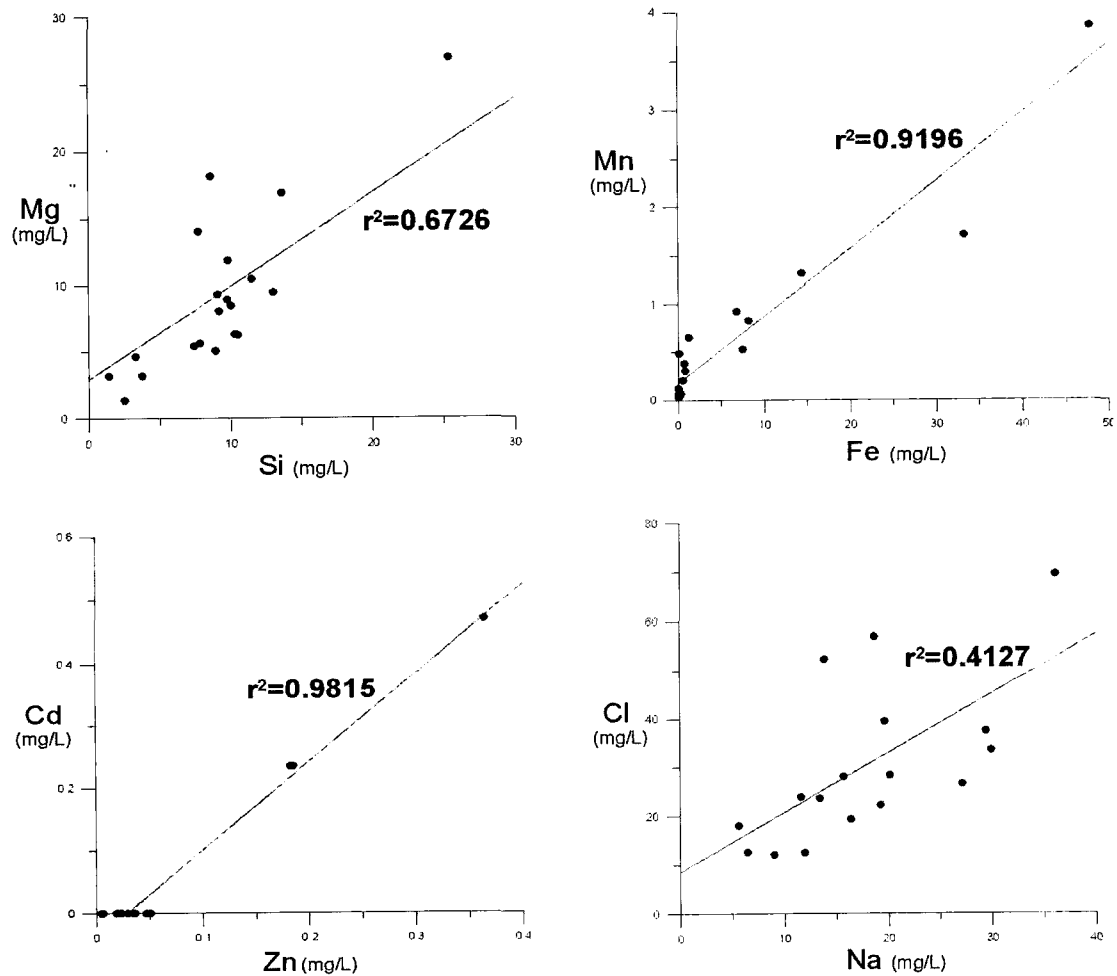 30
20
10
0
Mg
(mg/L)
r²=0.6726
0 10 20 30
Si (mg/L)
4
3
2
1
0
Mn
(mg/L)
r²=0.9196
0 10 20 30 40 50
Fe (mg/L)
0.6
0.4
0.2
0
Cd
(mg/L)
r²=0.9815
0 0.1 0.2 0.3 0.4
Zn (mg/L)
80
60
40
20
0
Cl
(mg/L)
r²=0.4127
0 10 20 30 40
Na (mg/L)